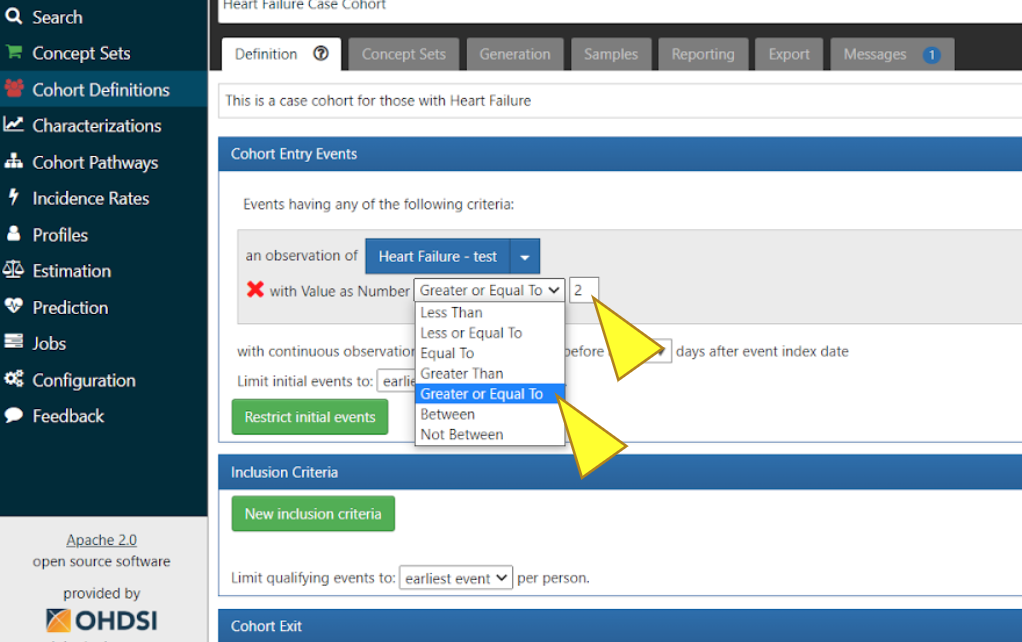 Heart Failure Case Cohort
Search
Concept Sets
Cohort Definitions
Characterizations
Cohort Pathways
Incidence Rates
Profiles
Estimation
Prediction
Jobs
Configuration
Feedback
Apache 2.0
open source software
provided by
OHDSI
Definition Concept Sets Generation Samples Reporting Export Messages 1
This is a case cohort for those with Heart Failure
Cohort Entry Events
Events having any of the following criteria:
an observation of Heart Failure - test
with Value as Number Greater or Equal To 2
Less Than
Less or Equal To
Equal To
Greater Than
Greater or Equal To
Between
Not Between
with continuous observation before days after event index date
Limit initial events to:
Restrict initial events
Inclusion Criteria
New inclusion criteria
Limit qualifying events to: earliest event per person.
Cohort Exit